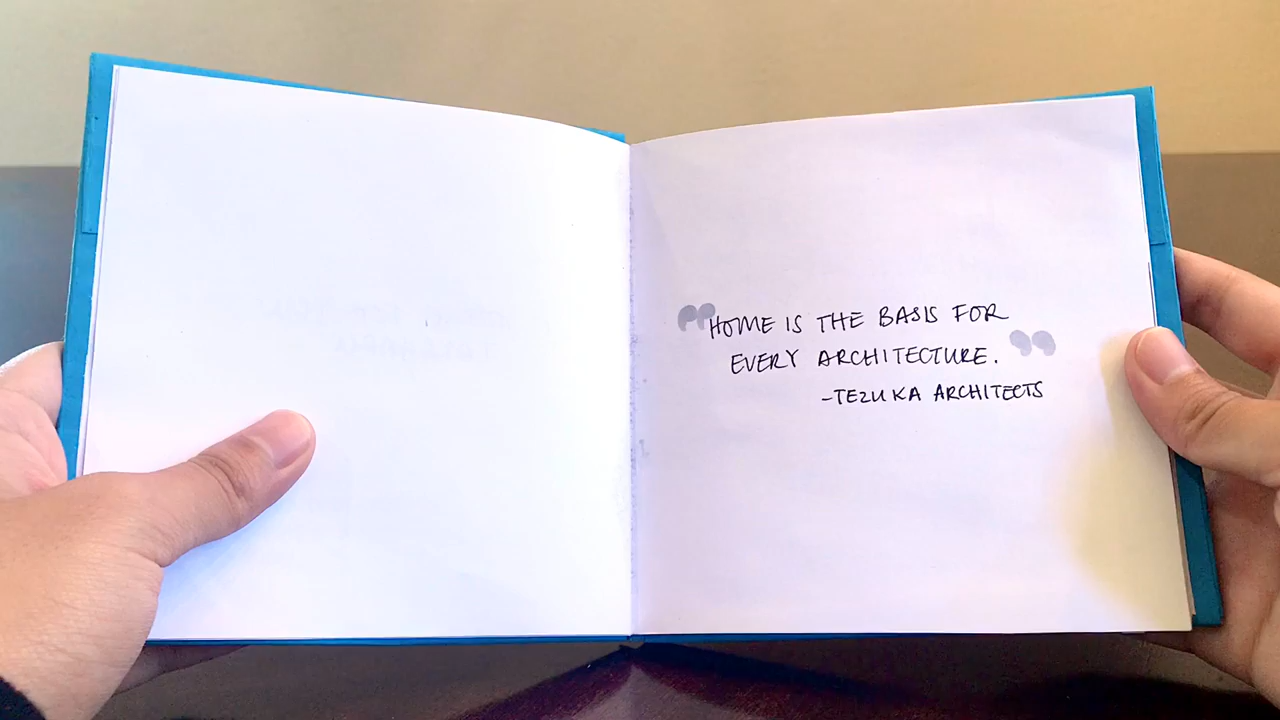 “HOME IS THE BASIS FOR
EVERY ARCHITECTURE.”
-TEZUKA ARCHITECTS